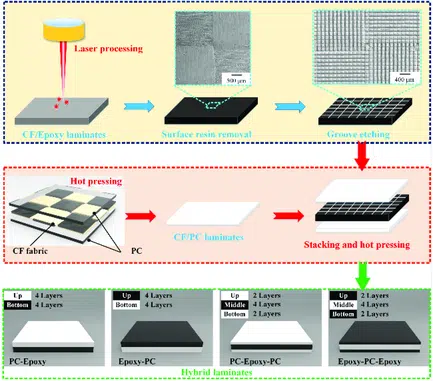 Laser processing
500 μm
400 μm
CF/Epoxy laminates
Surface resin removal
Groove etching
Hot pressing
CF fabric
PC
CF/PC laminates
Stacking and hot pressing
Up 4 Layers
Bottom 4 Layers
PC-Epoxy
Up 4 Layers
Bottom 4 Layers
Epoxy-PC
Up 2 Layers
Middle 4 Layers
Bottom 2 Layers
PC-Epoxy-PC
Up 2 Layers
Middle 4 Layers
Bottom 2 Layers
Epoxy-PC-Epoxy
Hybrid laminates